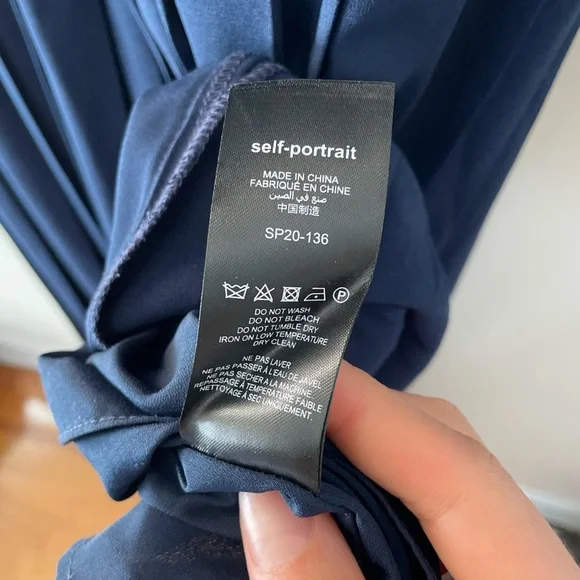 self-portrait
MADE IN CHINA
FABRIQUÉ EN CHINE
صنع في الصين
中国制造
SP20-136
P
DO NOT WASH
DO NOT BLEACH
DO NOT TUMBLE DRY
IRON ON LOW TEMPERATURE
DRY CLEAN
NE PAS LAVER
NE PAS PASSER À L'EAU DE JAVEL
NE PAS SECHER A LA MACHINE
REPASSAGE À TEMPÉRATURE FAIBLE
NETTOYAGE À SEC UNIQUEMENT.